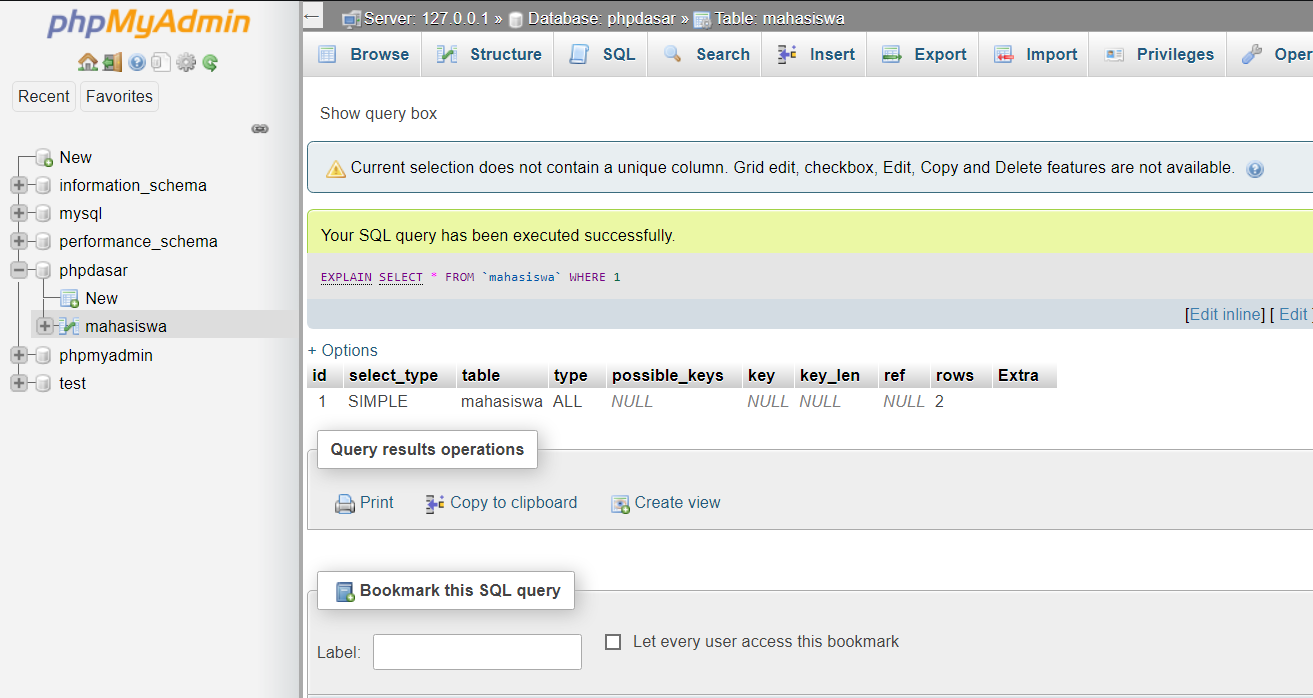 phpMyAdmin
Recent Favorites
New
information_schema
mysql
performance_schema
phpdasar
New
mahasiswa
phpmyadmin
test
← Server: 127.0.0.1 » Database: phpdasar » Table: mahasiswa
Browse Structure SQL Search Insert Export Import Privileges Oper
Show query box
Current selection does not contain a unique column. Grid edit, checkbox, Edit, Copy and Delete features are not available.
Your SQL query has been executed successfully.
EXPLAIN SELECT * FROM `mahasiswa` WHERE 1
[Edit inline] [ Edit ]
+ Options
id select_type table type possible_keys key key_len ref rows Extra
1 SIMPLE mahasiswa ALL NULL NULL NULL NULL 2
Query results operations
Print Copy to clipboard Create view
Bookmark this SQL query
Label: Let every user access this bookmark